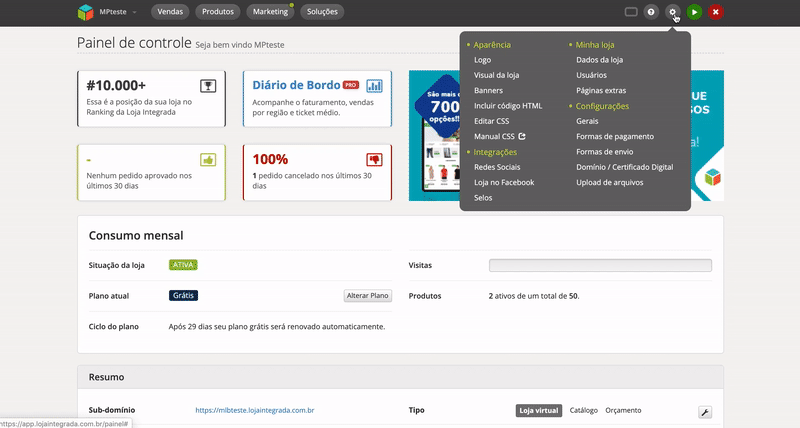 MPteste
Vendas
Produtos
Marketing
Soluções
Painel de controle Seja bem vindo MPteste
#10.000+
Essa é a posição da sua loja no
Ranking da Loja Integrada
Diário de Bordo PRO
Acompanhe o faturamento, vendas
por região e ticket médio.
-
Nenhum pedido aprovado nos
últimos 30 dias
100%
1 pedido cancelado nos últimos 30
dias
São mais de
700
opções!!
QUE
SOS
Aparência
Logo
Visual da loja
Banners
Incluir código HTML
Editar CSS
Manual CSS
Integrações
Redes Sociais
Loja no Facebook
Selos
Minha loja
Dados da loja
Usuários
Páginas extras
Configurações
Gerais
Formas de pagamento
Formas de envio
Domínio / Certificado Digital
Upload de arquivos
Consumo mensal
Situação da loja ATIVA
Visitas
Plano atual Grátis Alterar Plano
Produtos 2 ativos de um total de 50.
Ciclo do plano Após 29 dias seu plano grátis será renovado automaticamente.
Resumo
Sub-domínio https://mlbteste.lojaintegrada.com.br
Tipo Loja virtual Catálogo Orçamento
https://app.lojaintegrada.com.br/painel#